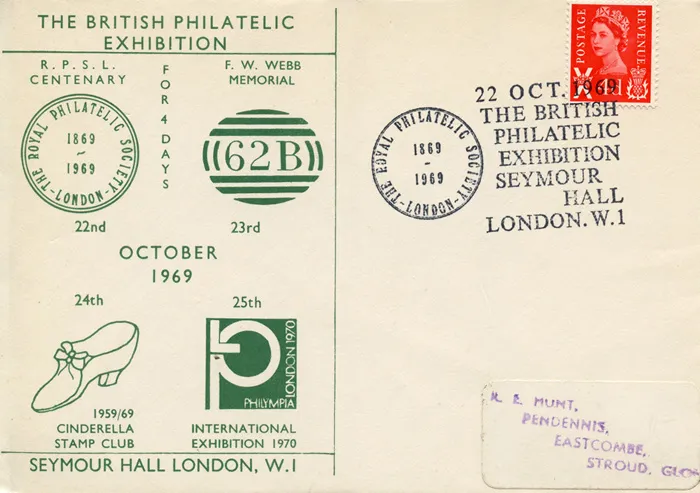 THE BRITISH PHILATELIC
EXHIBITION
R.P.S.L.
CENTENARY
FOR 4 DAYS
F. W. WEBB
MEMORIAL
THE ROYAL PHILATELIC SOCIETY
-LONDON-
1869
~
1969
62B
22nd
23rd
OCTOBER
1969
24th
25th
PHILYMPIA
LONDON 1970
1959/69
CINDERELLA
STAMP CLUB
INTERNATIONAL
EXHIBITION 1970
SEYMOUR HALL LONDON, W.1
THE ROYAL PHILATELIC SOCIETY
-LONDON-
1869
-
1969
22 OCT. 1969
THE BRITISH
PHILATELIC
EXHIBITION
SEYMOUR
HALL
LONDON. W.1
POSTAGE
REVENUE
4d
R. E. HUNT,
PENDENNIS,
EASTCOMBE,
STROUD, GLOS